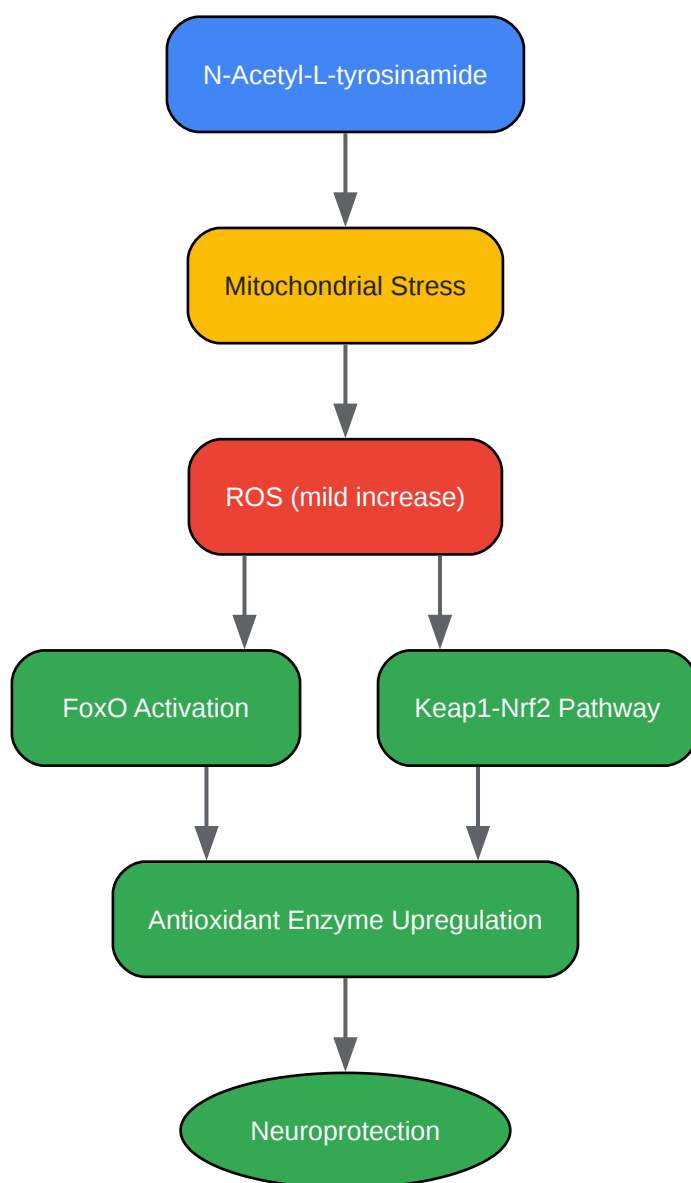 N-Acetyl-L-tyrosinamide
Mitochondrial Stress
ROS (mild increase)
FoxO Activation
Keap1-Nrf2 Pathway
Antioxidant Enzyme Upregulation
Neuroprotection